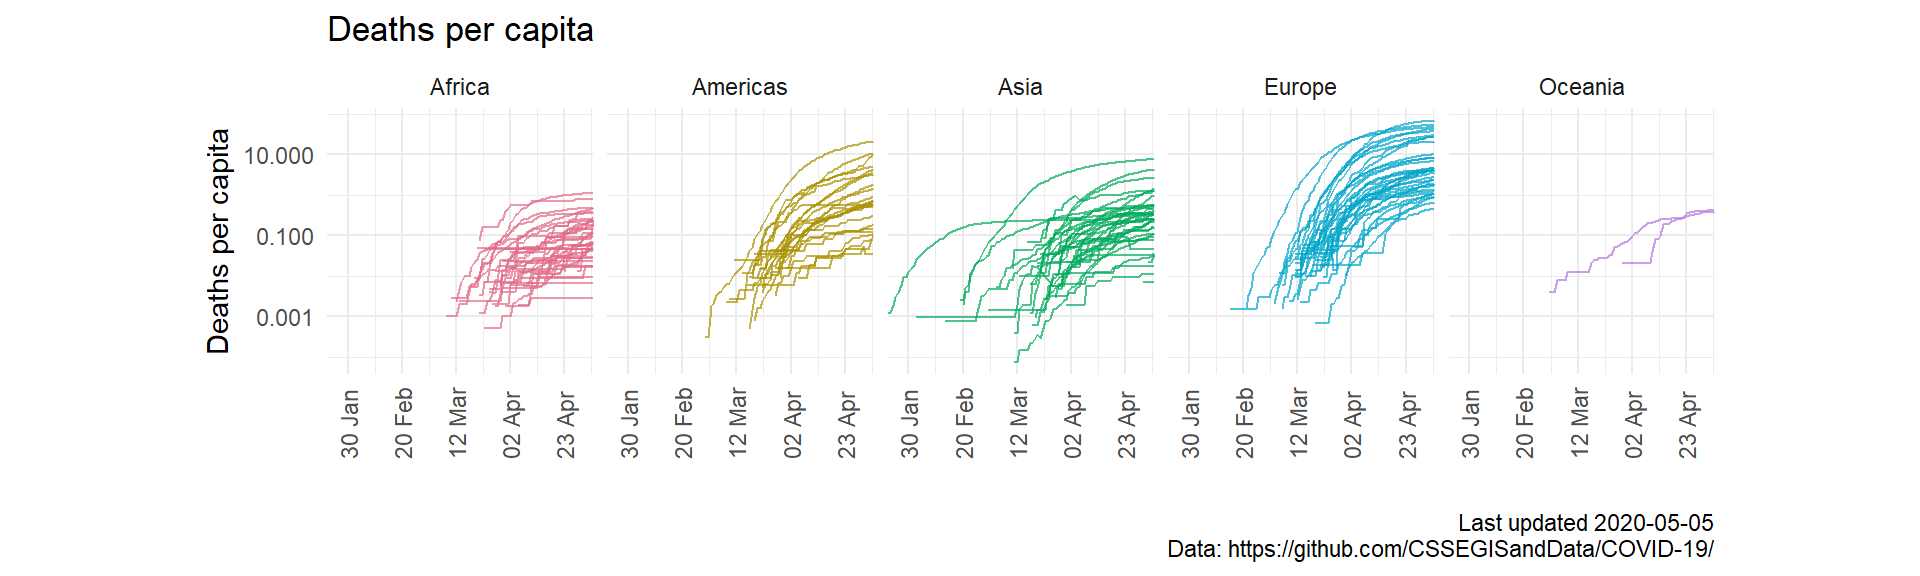 Deaths per capita
Africa
Americas
Asia
Europe
Oceania
Deaths per capita
10.000
0.100
0.001
30 Jan
20 Feb
12 Mar
02 Apr
23 Apr
30 Jan
20 Feb
12 Mar
02 Apr
23 Apr
30 Jan
20 Feb
12 Mar
02 Apr
23 Apr
30 Jan
20 Feb
12 Mar
02 Apr
23 Apr
30 Jan
20 Feb
12 Mar
02 Apr
23 Apr
Last updated 2020-05-05
Data: https://github.com/CSSEGISandData/COVID-19/